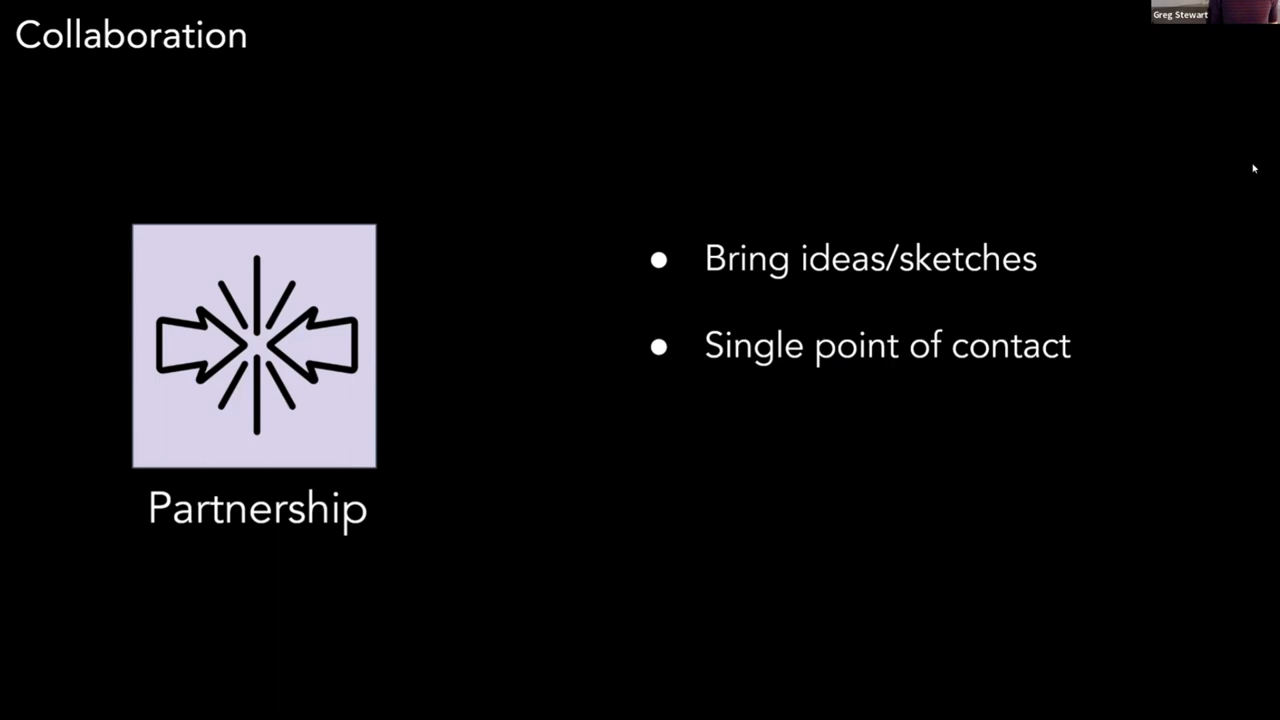 Collaboration
Greg Stewart
● Bring ideas/sketches
● Single point of contact
Partnership